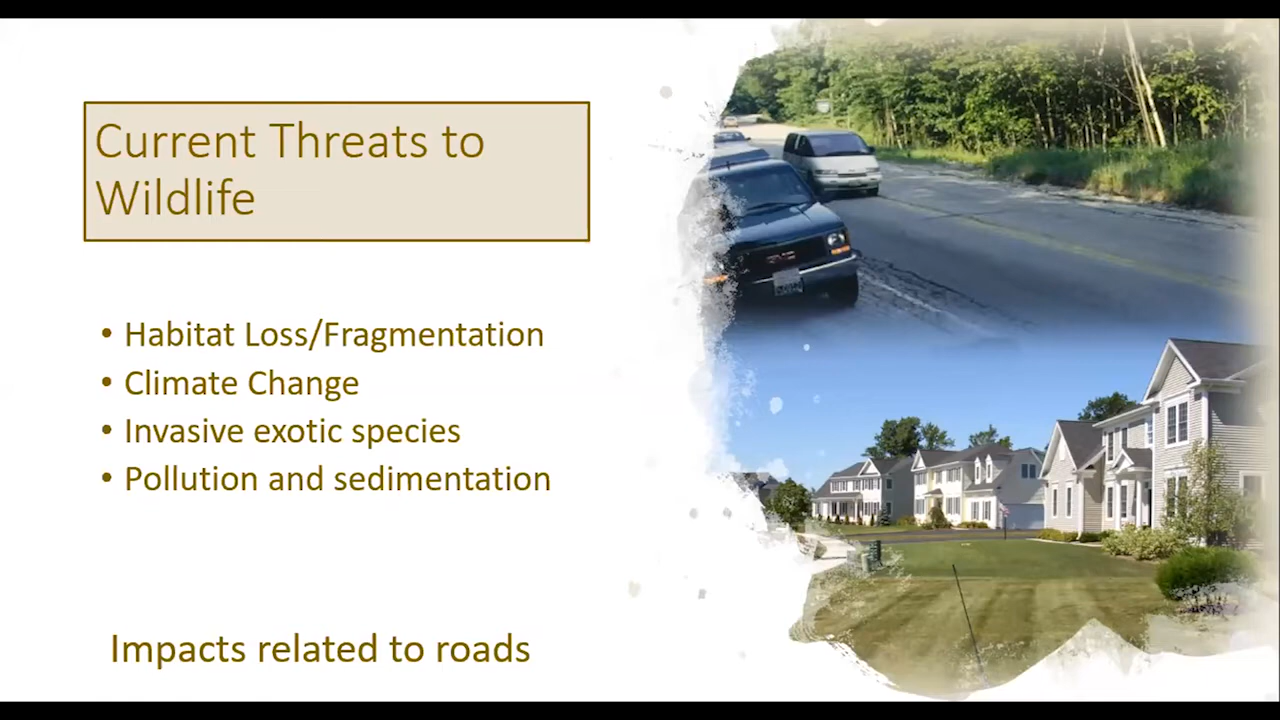 Current Threats to
Wildlife
• Habitat Loss/Fragmentation
• Climate Change
• Invasive exotic species
• Pollution and sedimentation
Impacts related to roads
GMC